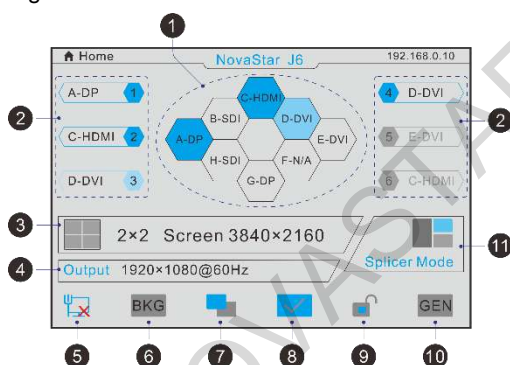 1
Home NovaStar J6 192.168.0.10
2 A-DP 1 C-HDMI 4 D-DVI 2
B-SDI D-DVI
C-HDMI 2 A-DP E-DVI 5 E-DVI
H-SDI F-N/A
D-DVI 3 G-DP 6 C-HDMI
3 2×2 Screen 3840×2160 11
4 Output 1920×1080@60Hz Splicer Mode
BKG GEN
5 6 7 8 9 10
NOVASTAR